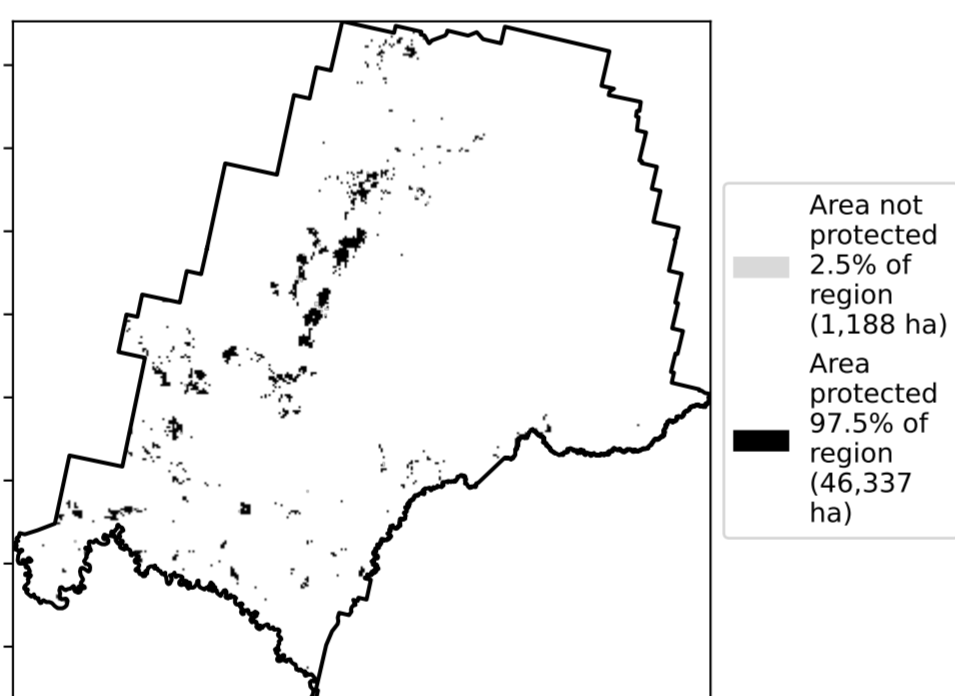 Area not
protected
2.5% of
region
(1,188 ha)
Area
protected
97.5% of
region
(46,337
ha)